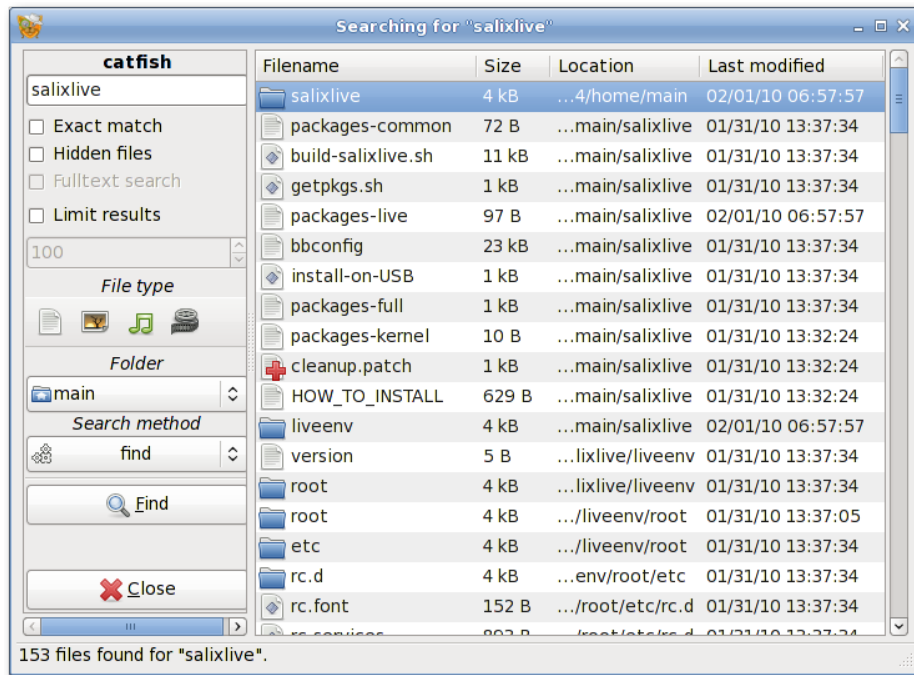 Searching for "salixlive"
catfish
salixlive
Exact match
Hidden files
Fulltext search
Limit results
100
File type
Folder
main
Search method
find
Find
Close
Filename Size Location Last modified
salixlive 4 kB ...4/home/main 02/01/10 06:57:57
packages-common 72 B ...main/salixlive 01/31/10 13:37:34
build-salixlive.sh 11 kB ...main/salixlive 01/31/10 13:37:34
getpkgs.sh 1 kB ...main/salixlive 01/31/10 13:37:34
packages-live 97 B ...main/salixlive 02/01/10 06:57:57
bbconfig 23 kB ...main/salixlive 01/31/10 13:37:34
install-on-USB 1 kB ...main/salixlive 01/31/10 13:37:34
packages-full 1 kB ...main/salixlive 01/31/10 13:37:34
packages-kernel 10 B ...main/salixlive 01/31/10 13:32:24
cleanup.patch 1 kB ...main/salixlive 01/31/10 13:32:24
HOW_TO_INSTALL 629 B ...main/salixlive 01/31/10 13:32:24
liveenv 4 kB ...main/salixlive 02/01/10 06:57:57
version 5 B ...lixlive/liveenv 01/31/10 13:37:34
root 4 kB ...lixlive/liveenv 01/31/10 13:37:34
root 4 kB .../liveenv/root 01/31/10 13:37:05
etc 4 kB .../liveenv/root 01/31/10 13:37:34
rc.d 4 kB ...env/root/etc 01/31/10 13:37:34
rc.font 152 B .../root/etc/rc.d 01/31/10 13:37:34
153 files found for "salixlive".